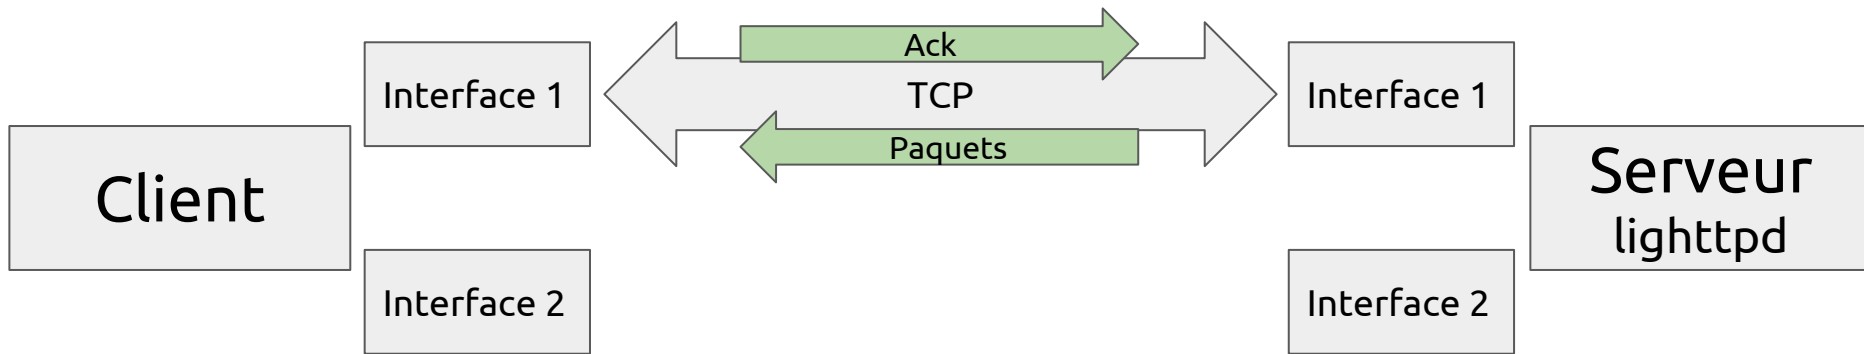 Ack
Interface 1
TCP
Interface 1
Paquets
Client
Serveur
lighttpd
Interface 2
Interface 2